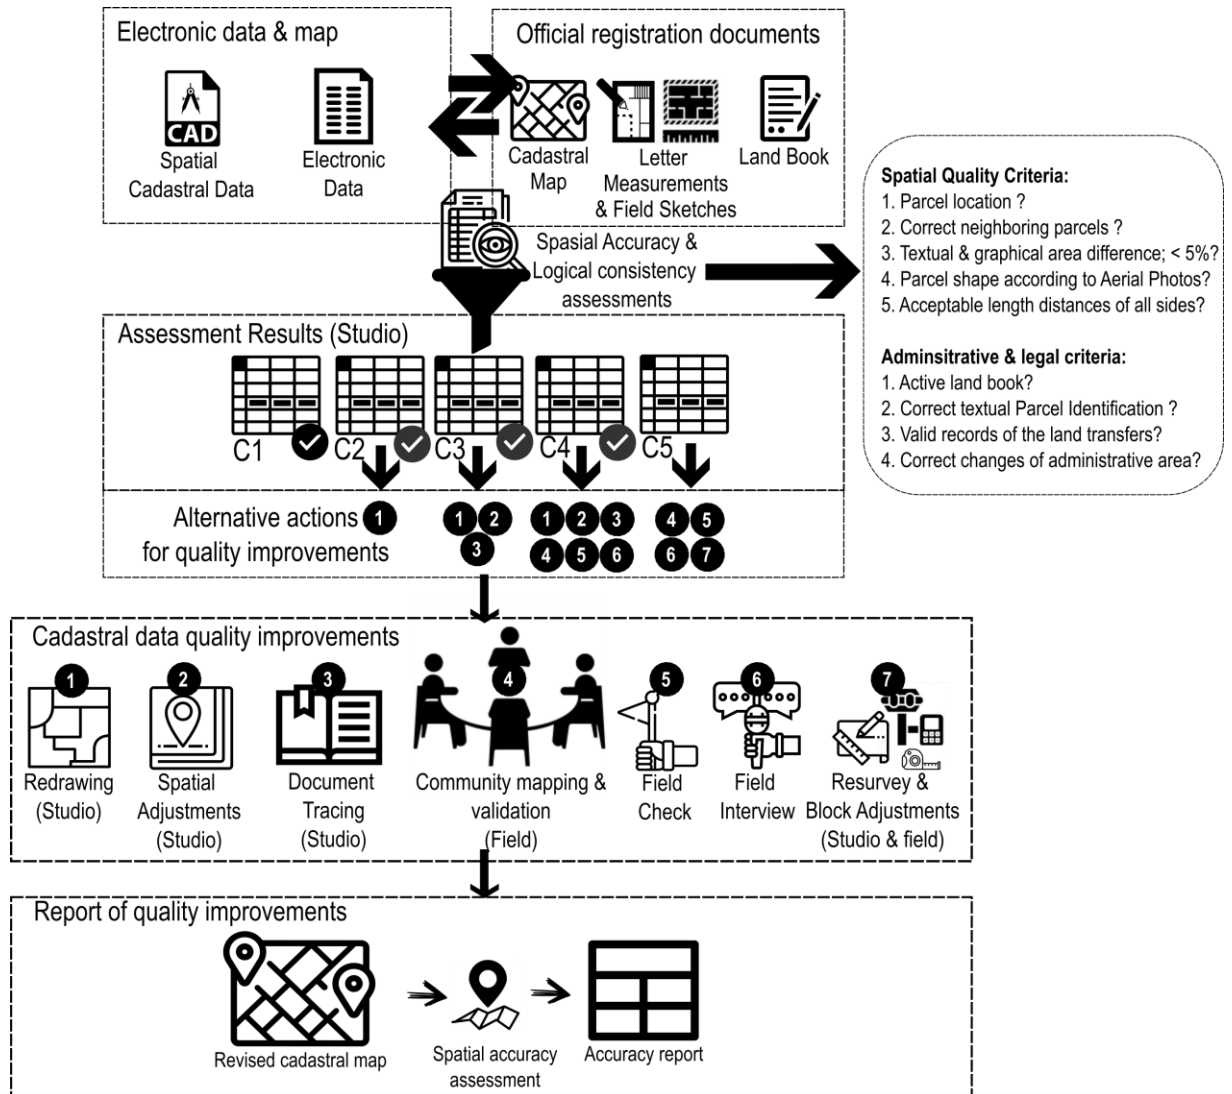 Electronic data & map
CAD
Spatial
Cadastral Data
Electronic
Data
Official registration documents
Cadastral
Map
Letter
Measurements
& Field Sketches
Land Book
Spasial Accuracy &
Logical consistency
assessments
Spatial Quality Criteria:
1. Parcel location ?
2. Correct neighboring parcels ?
3. Textual & graphical area difference; < 5%?
4. Parcel shape according to Aerial Photos?
5. Acceptable length distances of all sides?
Adminsitrative & legal criteria:
1. Active land book?
2. Correct textual Parcel Identification ?
3. Valid records of the land transfers?
4. Correct changes of administrative area?
Assessment Results (Studio)
C1
C2
C3
C4
C5
Alternative actions
for quality improvements
1
1 2
3
1 2 3
4 5 6
4 5
6 7
Cadastral data quality improvements
1
Redrawing
(Studio)
2
Spatial
Adjustments
(Studio)
3
Document
Tracing
(Studio)
4
Community mapping &
validation
(Field)
5
Field
Check
6
Field
Interview
7
Resurvey &
Block Adjustments
(Studio & field)
Report of quality improvements
Revised cadastral map
Spatial accuracy
assessment
Accuracy report